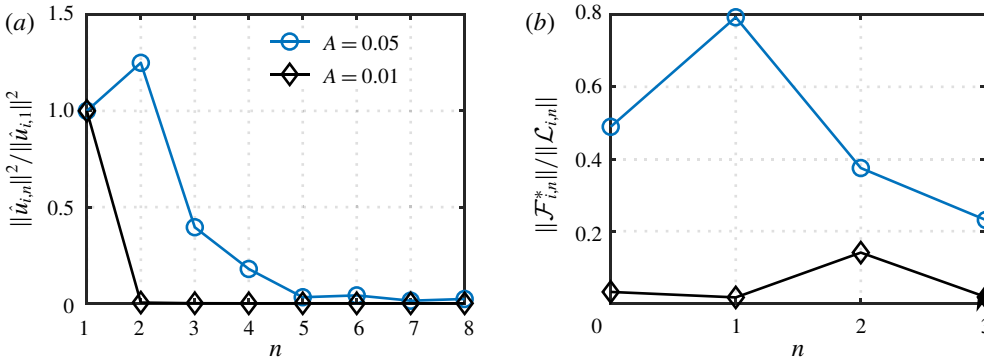 (a)
1.5
1.0
0.5
0
||û_{i,n}||² / ||û_{i,1}||²
A = 0.05
A = 0.01
1 2 3 4 5 6 7 8
n
(b)
0.8
0.6
0.4
0.2
0
||𝓕*_{i,n}|| / ||𝓛_{i,n}||
0 1 2 3
n